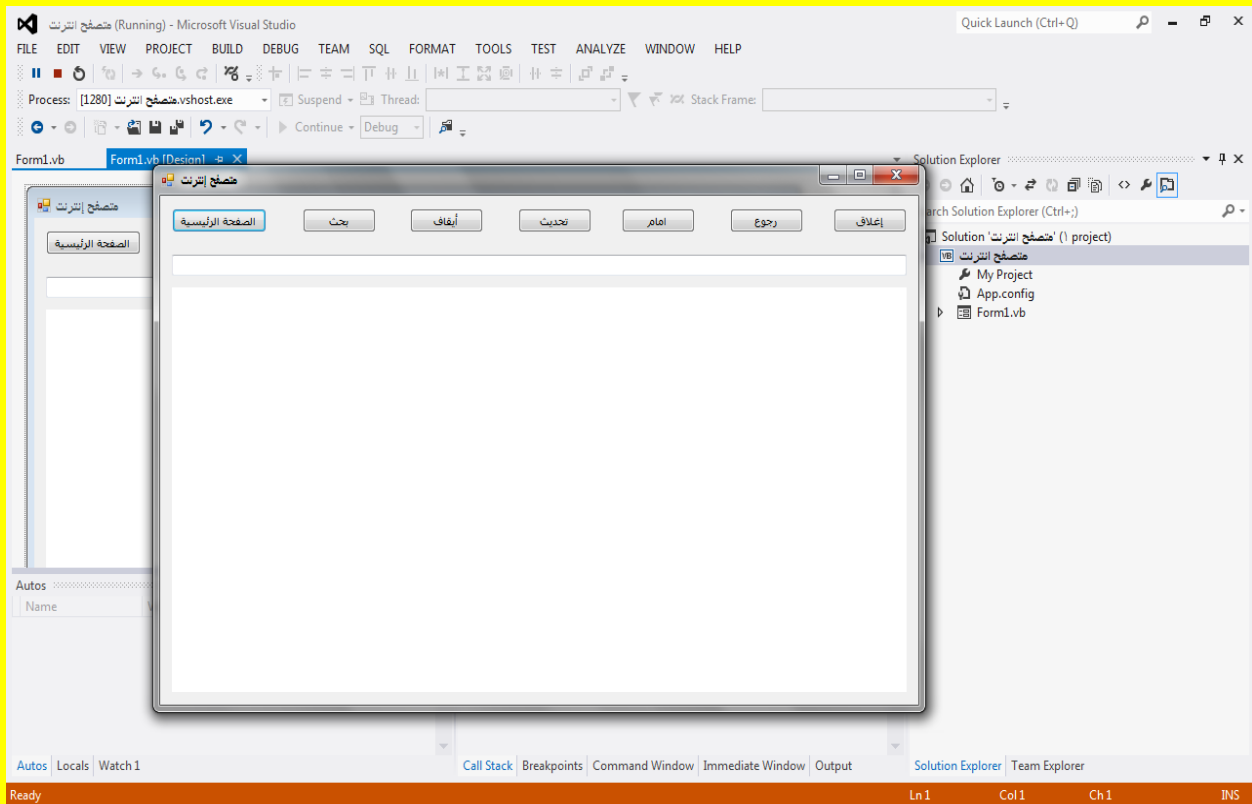 متصفح انترنت (Running) - Microsoft Visual Studio
Quick Launch (Ctrl+Q)
FILE EDIT VIEW PROJECT BUILD DEBUG TEAM SQL FORMAT TOOLS TEST ANALYZE WINDOW HELP
Process: [1280] متصفح انترنت.vshost.exe Suspend Thread: Stack Frame:
Continue Debug
Form1.vb Form1.vb [Design]
Solution Explorer
متصفح إنترنت
متصفح إنترنت
الصفحة الرئيسية
الصفحة الرئيسية بحث أيقاف تحديث امام رجوع إغلاق
arch Solution Explorer (Ctrl+;)
Solution 'متصفح انترنت' (١ project)
متصفح انترنت
My Project
App.config
Form1.vb
Autos
Name
Autos Locals Watch 1
Call Stack Breakpoints Command Window Immediate Window Output
Solution Explorer Team Explorer
Ready
Ln 1 Col 1 Ch 1 INS